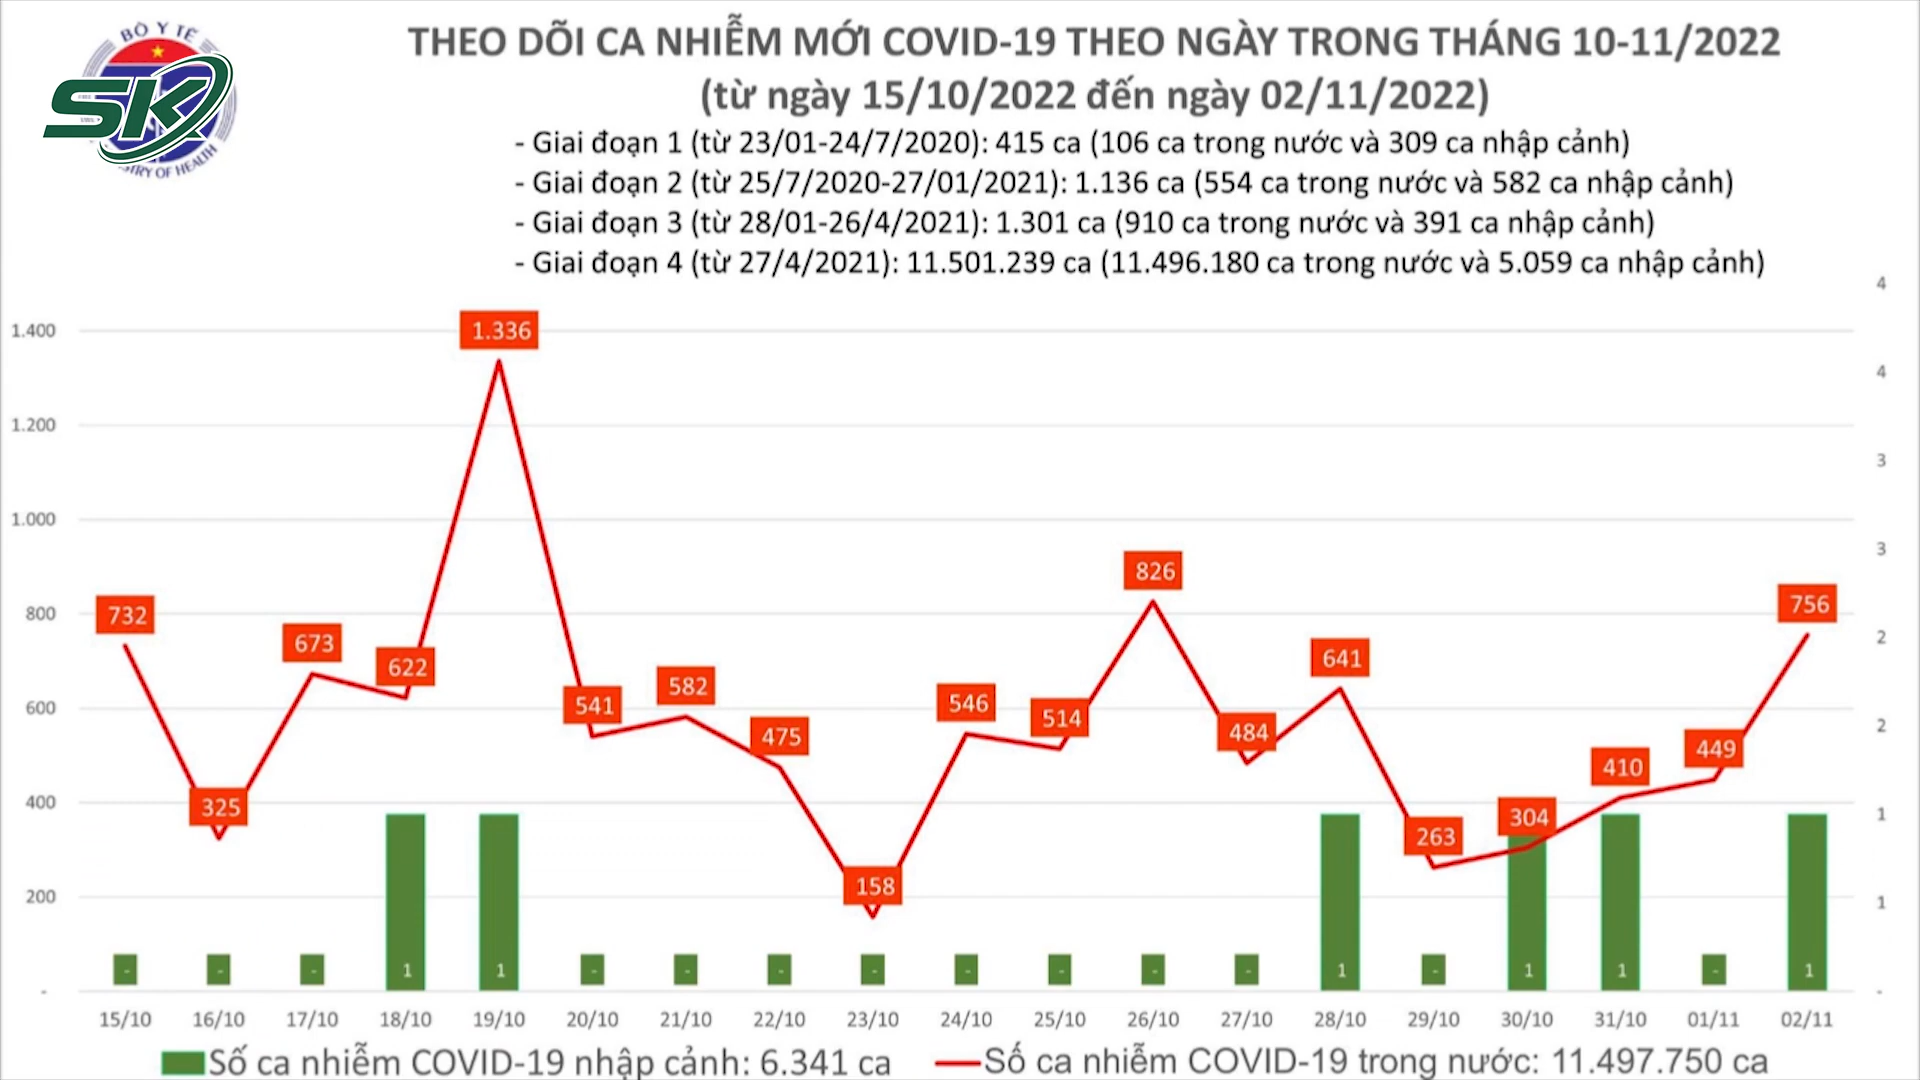 BỘ Y TẾ
SK
STRY OF HEALTH
THEO DÕI CA NHIỄM MỚI COVID-19 THEO NGÀY TRONG THÁNG 10-11/2022
(từ ngày 15/10/2022 đến ngày 02/11/2022)
- Giai đoạn 1 (từ 23/01-24/7/2020): 415 ca (106 ca trong nước và 309 ca nhập cảnh)
- Giai đoạn 2 (từ 25/7/2020-27/01/2021): 1.136 ca (554 ca trong nước và 582 ca nhập cảnh)
- Giai đoạn 3 (từ 28/01-26/4/2021): 1.301 ca (910 ca trong nước và 391 ca nhập cảnh)
- Giai đoạn 4 (từ 27/4/2021): 11.501.239 ca (11.496.180 ca trong nước và 5.059 ca nhập cảnh)
1.400
1.200
1.000
800
600
400
200
-
732
325
673
622
1.336
541
582
475
158
546
514
826
484
641
263
304
410
449
756
4
4
3
3
2
2
1
1
-
- - - 1 1 - - - - - - - - 1 - 1 1 - 1
15/10 16/10 17/10 18/10 19/10 20/10 21/10 22/10 23/10 24/10 25/10 26/10 27/10 28/10 29/10 30/10 31/10 01/11 02/11
Số ca nhiễm COVID-19 nhập cảnh: 6.341 ca
Số ca nhiễm COVID-19 trong nước: 11.497.750 ca